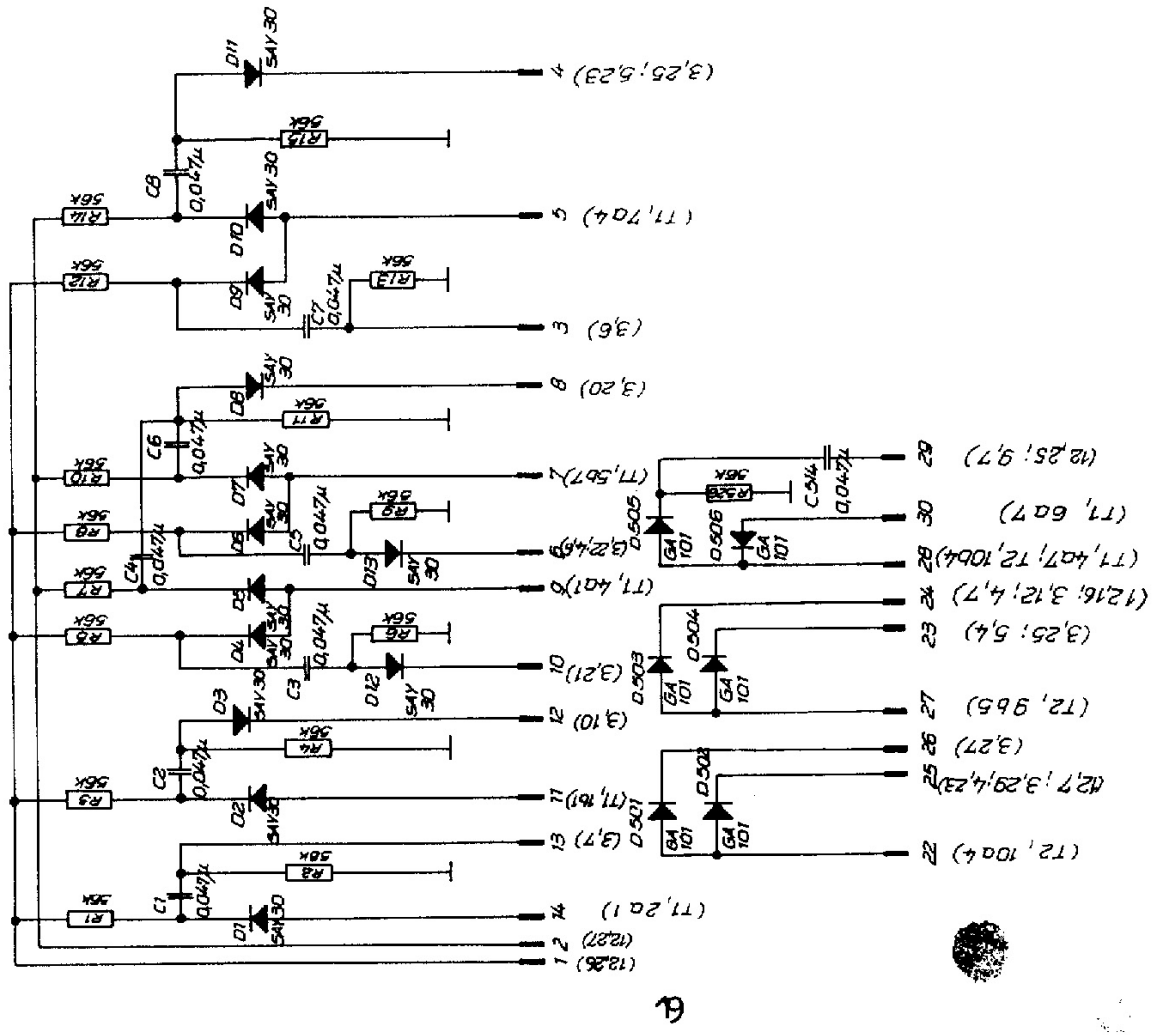 D11
SAY 30
4 (3,25; 5,23)
56k
R15
C8
0,047µ
56k
R14
SAY 30
D10
5 (T1, 7a4)
56k
R12
D9
SAY
30
C7
0,047µ
56k
R13
3 (3,6)
D8
SAY
30
8 (3,20)
56k
R11
C6
0,047µ
56k
R10
D7
SAY
30
7 (T1, 5b7)
56k
R8
D6
SAY
30
C5
0,047µ
56k
R9
D13
SAY
30
6 (3,22;4,6)
C4
0,047µ
56k
R7
D5
SAY
30
9 (T1, 4a1)
56k
R5
D4
SAY
30
C3
0,047µ
56k
R6
D12
SAY
30
10 (3,21)
D3
SAY 30
12 (3,10)
56k
R4
C2
0,047µ
56k
R3
D2
SAY 30
11 (T1, 1b1)
13 (3,7)
56k
R2
C1
0,047µ
56k
R1
D1
SAY 30
14 (T1, 2a1)
2 (12,27)
1 (12,26)
29 (12,25; 9,7)
C514
0,047µ
56k
R526
D505
GA
101
D506
GA
101
30 (T1, 6a7)
28 (T1, 4a7; T2, 10b4)
24 (12,16; 3,12; 4,7)
23 (3,25; 5,4)
D504
GA
101
D503
GA
101
27 (T2, 9b5)
26 (3,27)
25 (12,7; 3,29; 4,23)
D502
GA
101
D501
GA
101
22 (T2, 10a4)
19